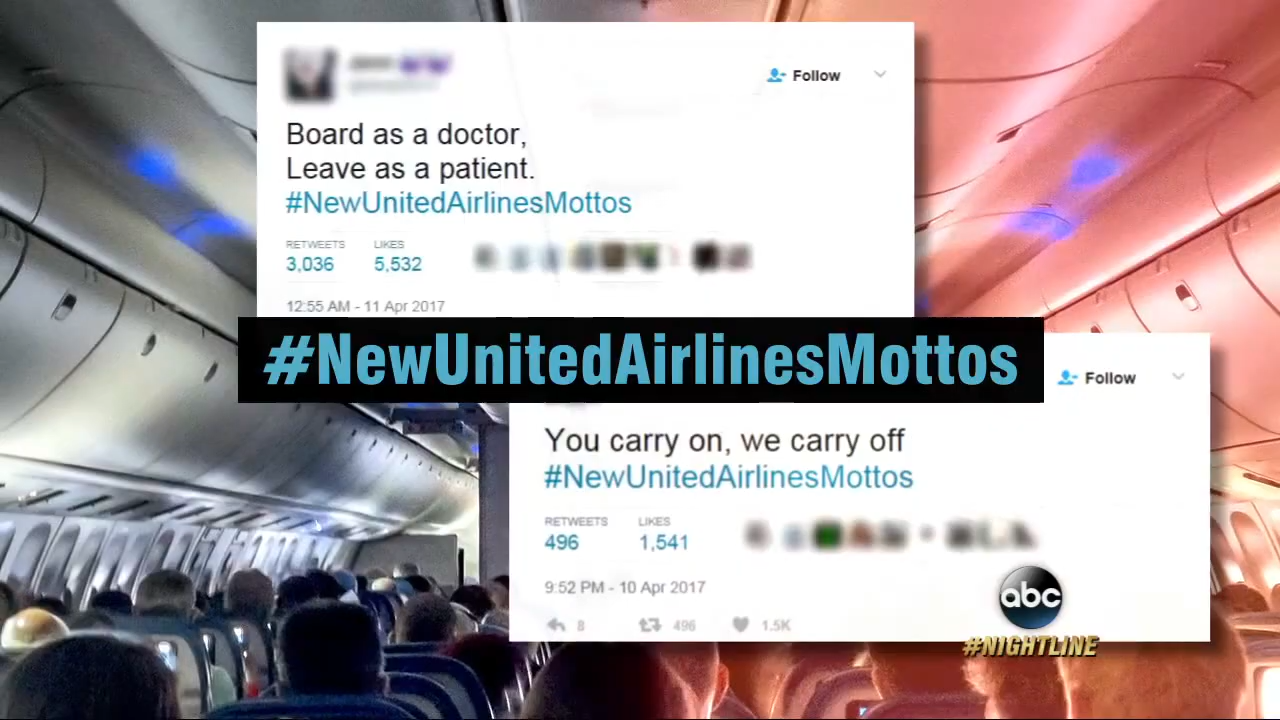 Follow
Board as a doctor,
Leave as a patient.
#NewUnitedAirlinesMottos
RETWEETS LIKES
3,036 5,532
12:55 AM - 11 Apr 2017
#NewUnitedAirlinesMottos
Follow
You carry on, we carry off
#NewUnitedAirlinesMottos
RETWEETS LIKES
496 1,541
9:52 PM - 10 Apr 2017
8 496 1.5K
abc
#NIGHTLINE